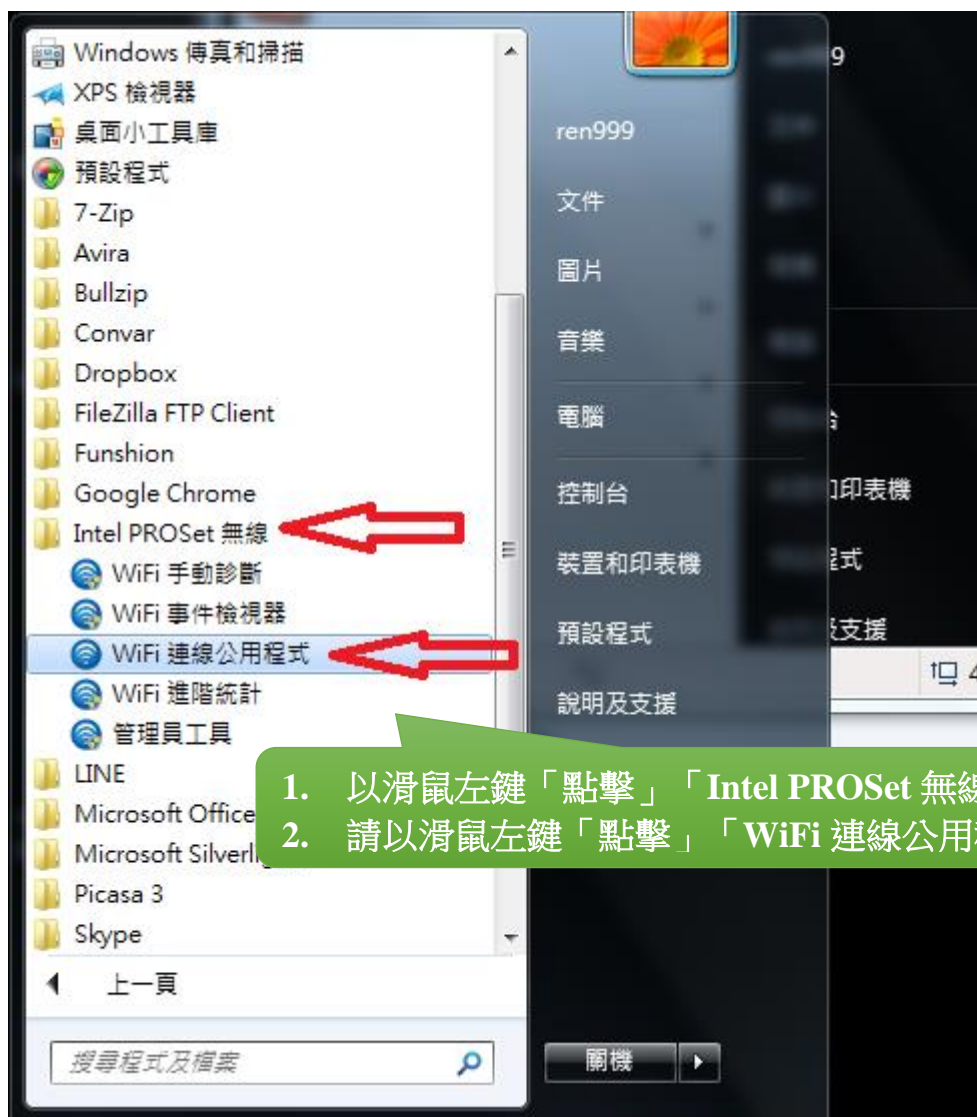 Windows 傳真和掃描
XPS 檢視器
桌面小工具庫
預設程式
7-Zip
Avira
Bullzip
Convar
Dropbox
FileZilla FTP Client
Funshion
Google Chrome
Intel PROSet 無線
WiFi 手動診斷
WiFi 事件檢視器
WiFi 連線公用程式
WiFi 進階統計
管理員工具
LINE
Microsoft Office
Microsoft Silverli
Picasa 3
Skype
上一頁
搜尋程式及檔案
ren999
文件
圖片
音樂
電腦
控制台
裝置和印表機
預設程式
說明及支援
關機
9
印表機
程式
及支援
4
1. 以滑鼠左鍵「點擊」「Intel PROSet 無線
2. 請以滑鼠左鍵「點擊」「WiFi 連線公用